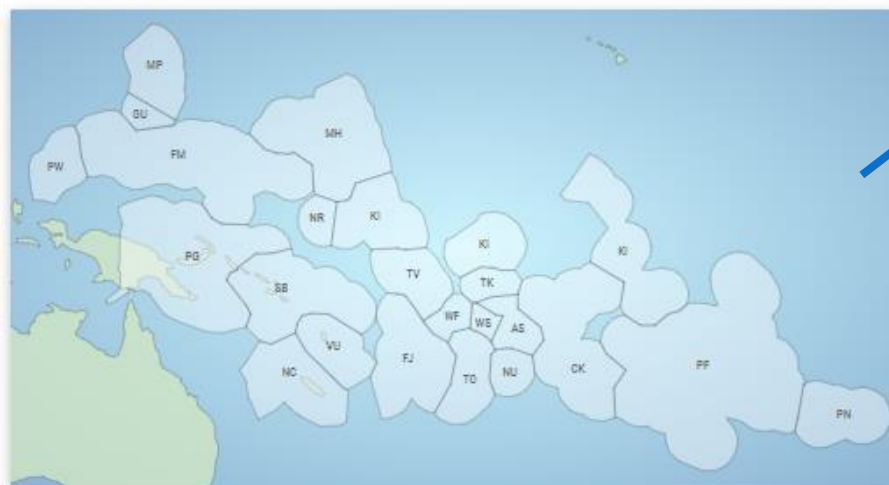 MP
GU
MH
PW
FM
NR
KI
KI
KI
PG
TV
TK
SB
WF
WS
AS
VU
FJ
TO
NU
CK
PF
NC
PN